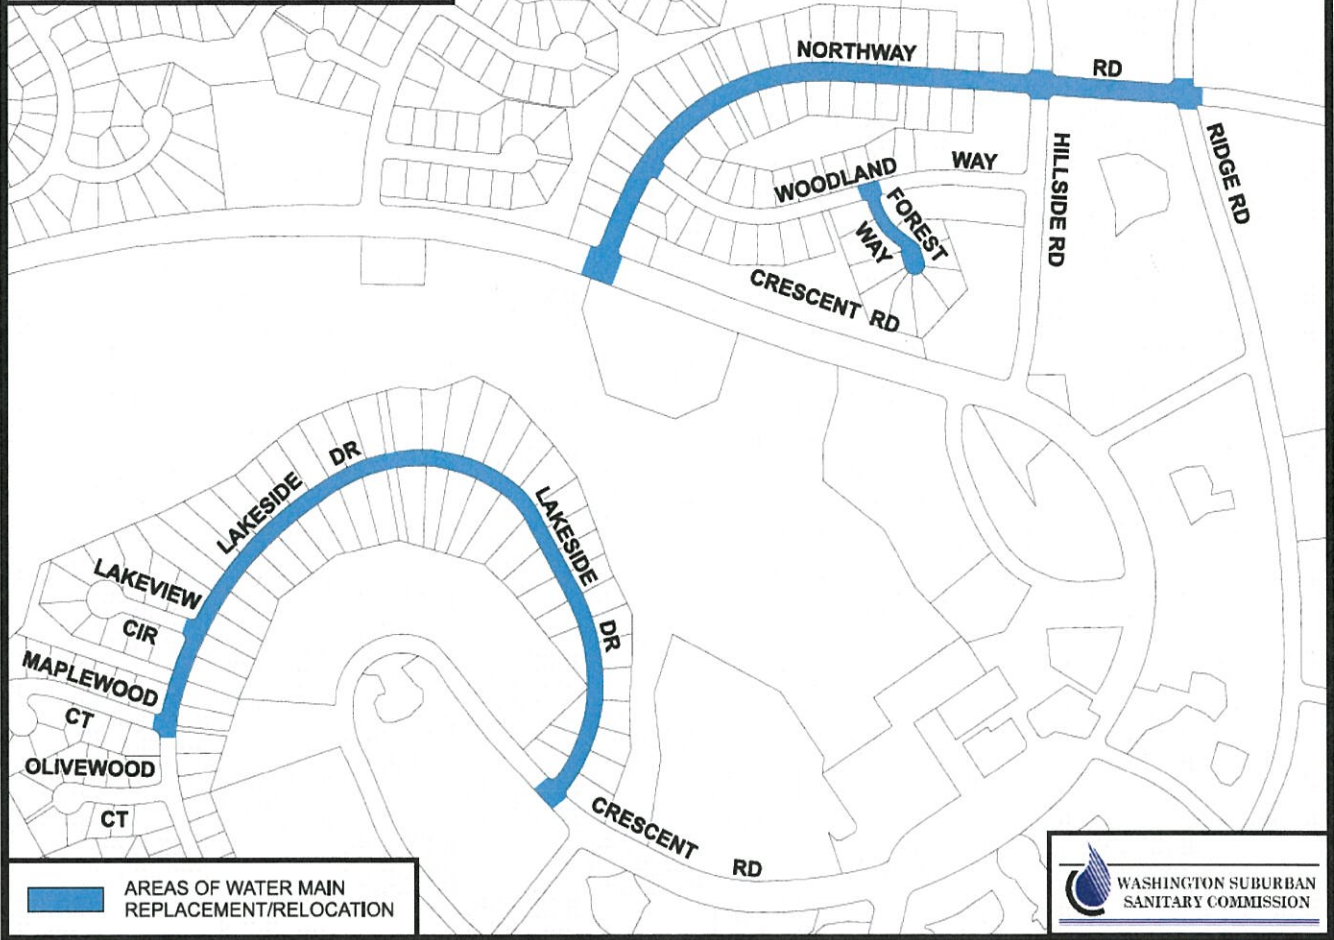 NORTHWAY RD
WOODLAND WAY
FOREST
WAY
HILLSIDE RD
RIDGE RD
CRESCENT RD
LAKESIDE DR
LAKESIDE DR
LAKEVIEW
CIR
MAPLEWOOD
CT
OLIVEWOOD
CT
CRESCENT RD
AREAS OF WATER MAIN
REPLACEMENT/RELOCATION
WASHINGTON SUBURBAN
SANITARY COMMISSION